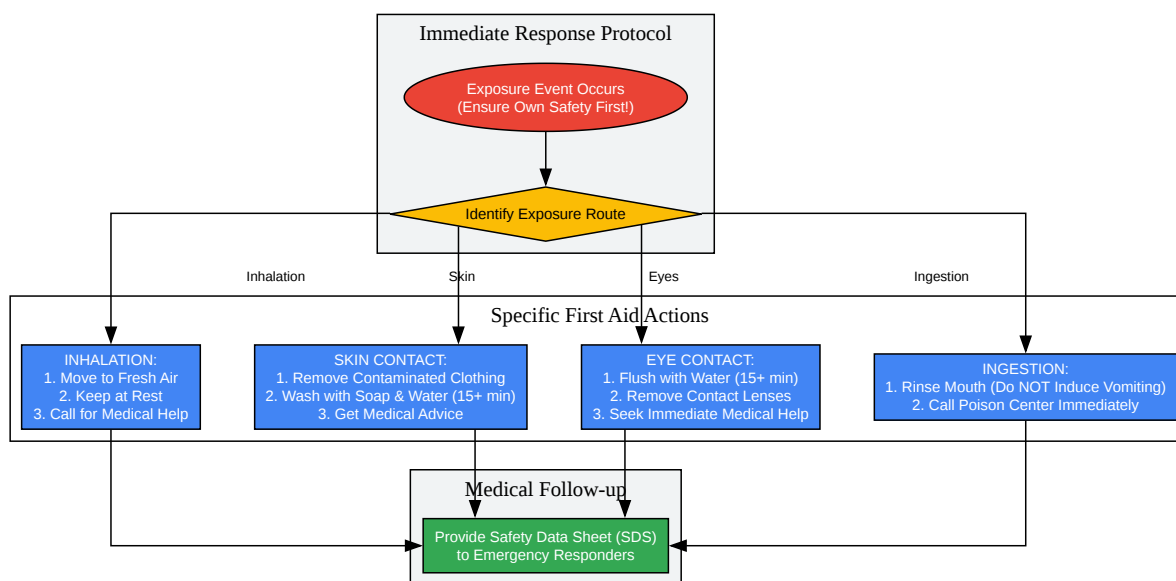 Immediate Response Protocol
Exposure Event Occurs
(Ensure Own Safety First!)
Identify Exposure Route
Inhalation
Skin
Eyes
Ingestion
Specific First Aid Actions
INHALATION:
1. Move to Fresh Air
2. Keep at Rest
3. Call for Medical Help
SKIN CONTACT:
1. Remove Contaminated Clothing
2. Wash with Soap & Water (15+ min)
3. Get Medical Advice
EYE CONTACT:
1. Flush with Water (15+ min)
2. Remove Contact Lenses
3. Seek Immediate Medical Help
INGESTION:
1. Rinse Mouth (Do NOT Induce Vomiting)
2. Call Poison Center Immediately
Medical Follow-up
Provide Safety Data Sheet (SDS)
to Emergency Responders